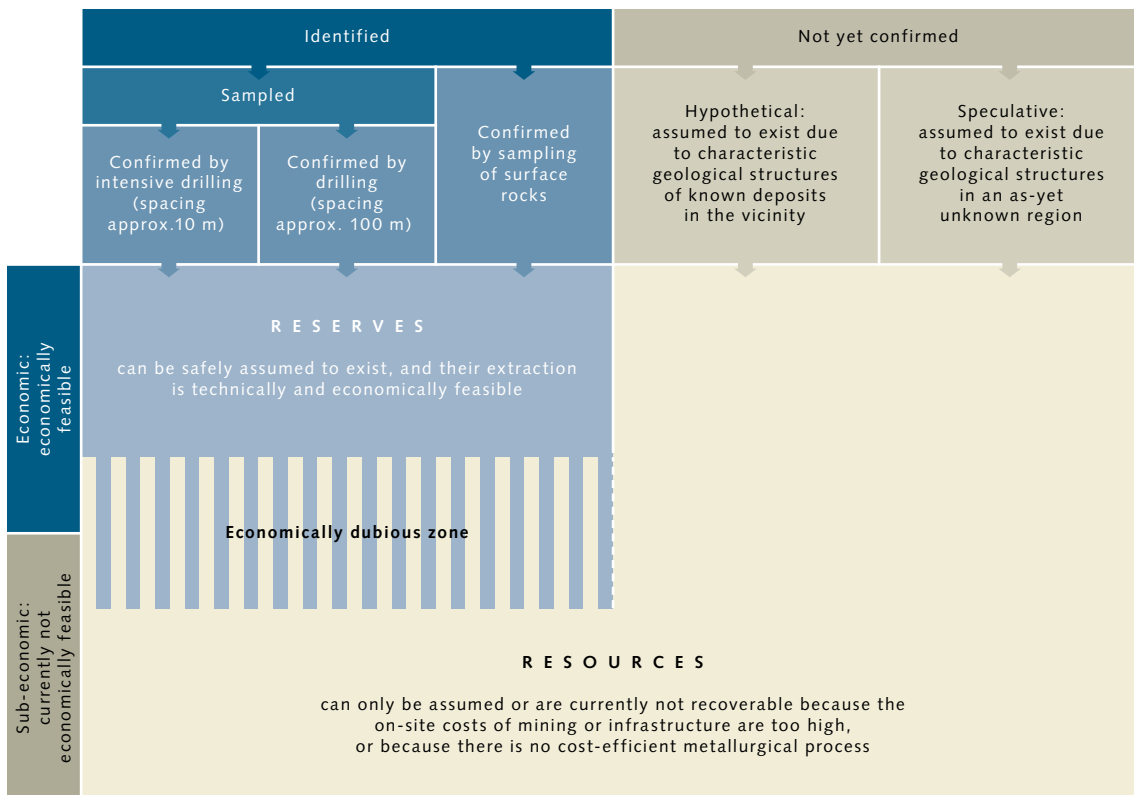 Identified
Not yet confirmed
Sampled
Confirmed by
intensive drilling
(spacing
approx.10 m)
Confirmed by
drilling
(spacing
approx. 100 m)
Confirmed
by sampling
of surface
rocks
Hypothetical:
assumed to exist due
to characteristic
geological structures
of known deposits
in the vicinity
Speculative:
assumed to exist due
to characteristic
geological structures
in an as-yet
unknown region
Economic:
economically
feasible
RESERVES
can be safely assumed to exist, and their extraction
is technically and economically feasible
Economically dubious zone
Sub-economic:
currently not
economically feasible
RESOURCES
can only be assumed or are currently not recoverable because the
on-site costs of mining or infrastructure are too high,
or because there is no cost-efficient metallurgical process